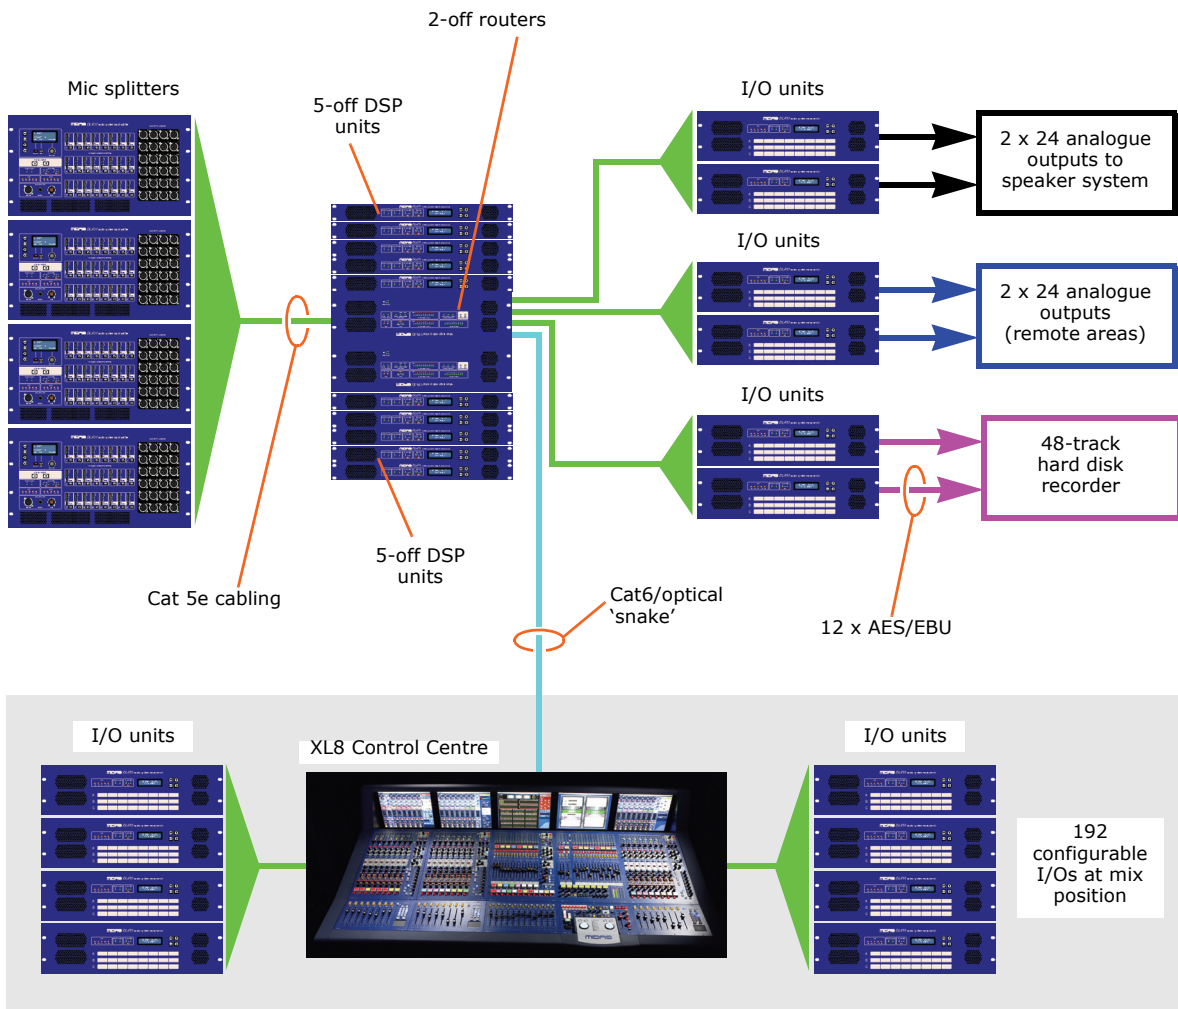 2-off routers
Mic splitters
5-off DSP
units
I/O units
2 x 24 analogue
outputs to
speaker system
I/O units
2 x 24 analogue
outputs
(remote areas)
I/O units
48-track
hard disk
recorder
5-off DSP
units
Cat 5e cabling
Cat6/optical
‘snake’
12 x AES/EBU
I/O units
XL8 Control Centre
I/O units
192
configurable
I/Os at mix
position
MIDAS